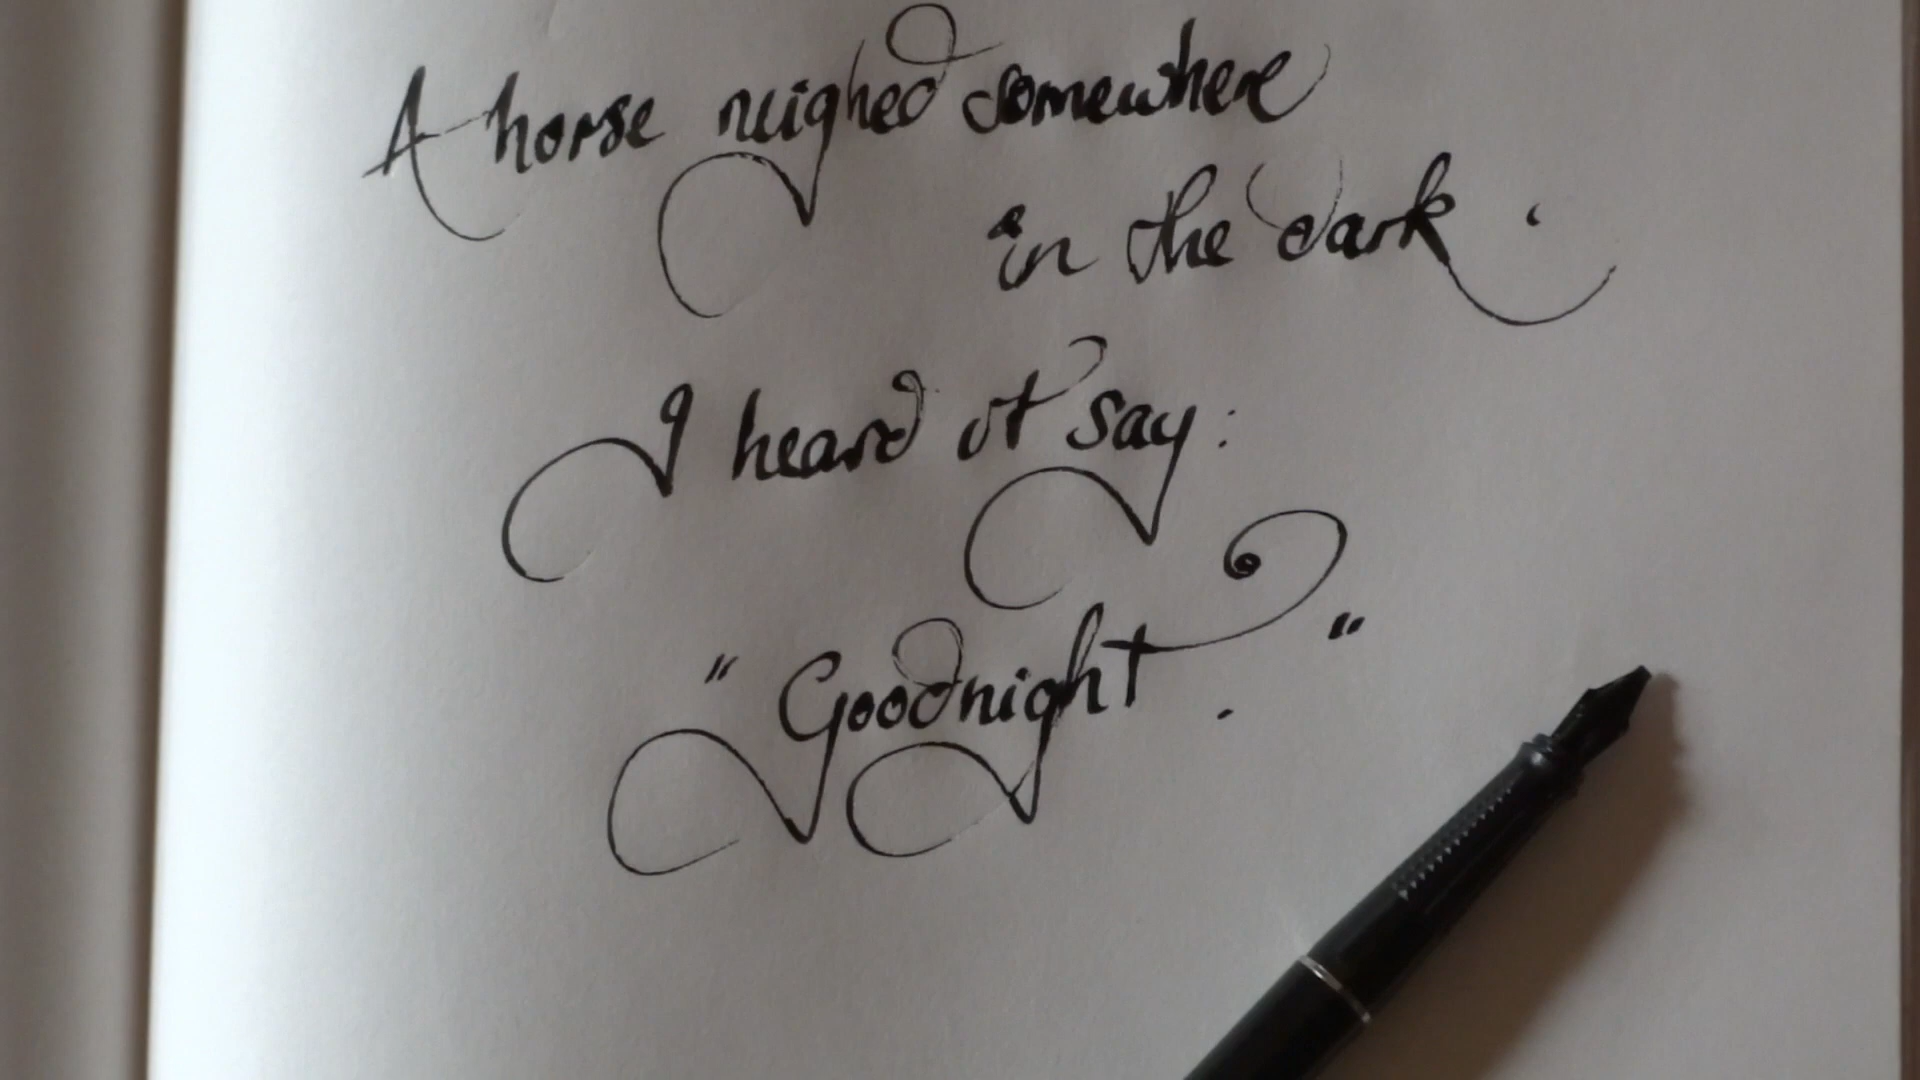 A horse neighed somewhere
in the dark.
I heard it say:
"Goodnight."